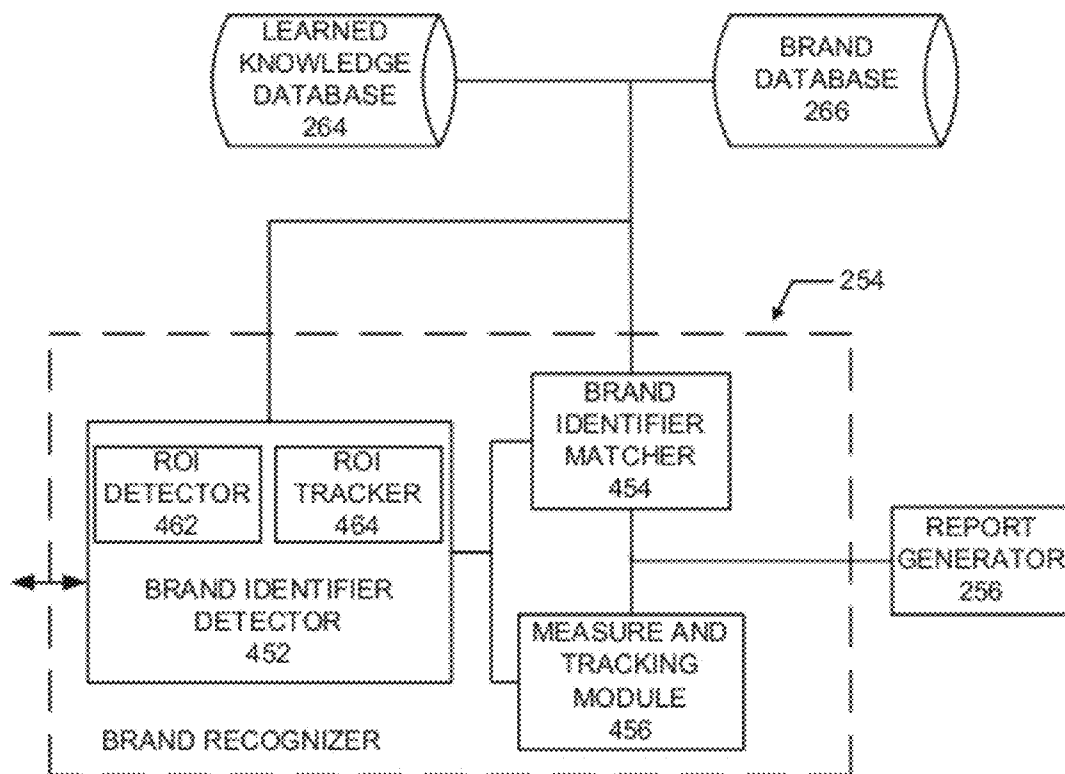 LEARNED
KNOWLEDGE
DATABASE
264
BRAND
DATABASE
266
254
BRAND
IDENTIFIER
MATCHER
454
ROI
DETECTOR
462
ROI
TRACKER
464
BRAND IDENTIFIER
DETECTOR
452
REPORT
GENERATOR
256
MEASURE AND
TRACKING
MODULE
456
BRAND RECOGNIZER